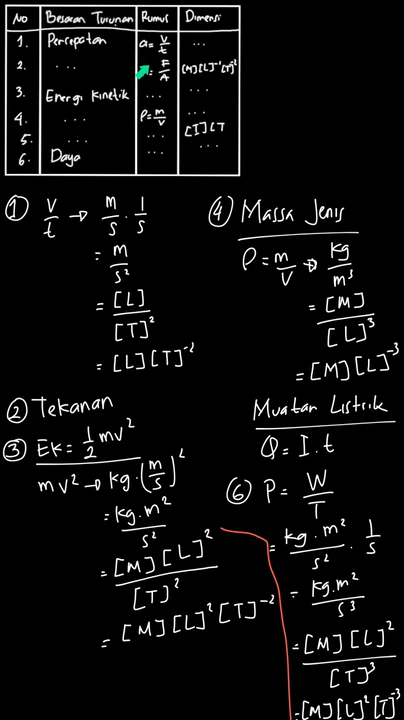 No | Besaran Turunan | Rumus | Dimensi
1. Percepatan a = v/t ...
2. ... = F/A [M][L]⁻¹[T]²
3. Energi Kinetik ... ...
4. ... ρ = m/v ...
5. ... ... [I][T
6. Daya ... ...
① v/t → m/s . 1/s
= m/s²
= [L]/[T]²
= [L][T]⁻²
② Tekanan
③ EK = 1/2 mv²
mv² → kg . (m/s)²
= kg.m²/s²
= [M][L]²/[T]²
= [M][L]²[T]⁻²
④ Massa Jenis
ρ = m/V → kg/m³
= [M]/[L]³
= [M][L]⁻³
Muatan Listrik
Q = I . t
⑥ P = W/T
= kg.m²/s² . 1/s
= kg.m²/s³
= [M][L]²/[T]³
= [M][L]²[T]⁻³